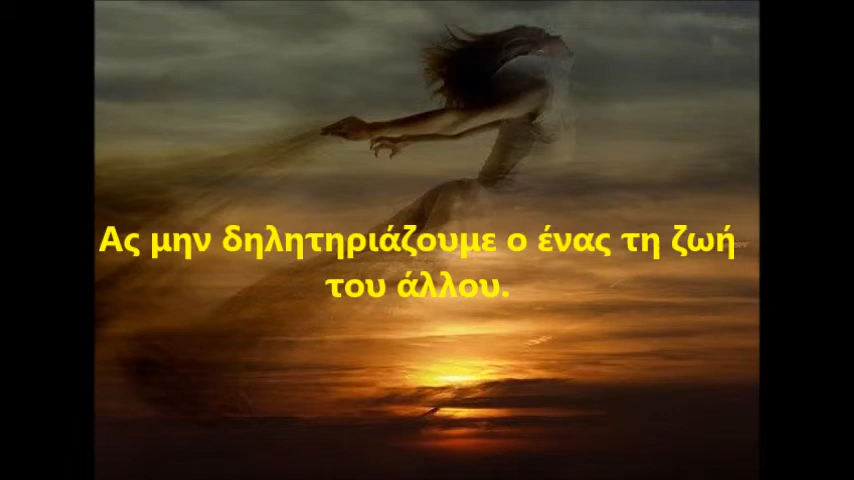 Ας μην δηλητηριάζουμε ο ένας τη ζωή
του άλλου.